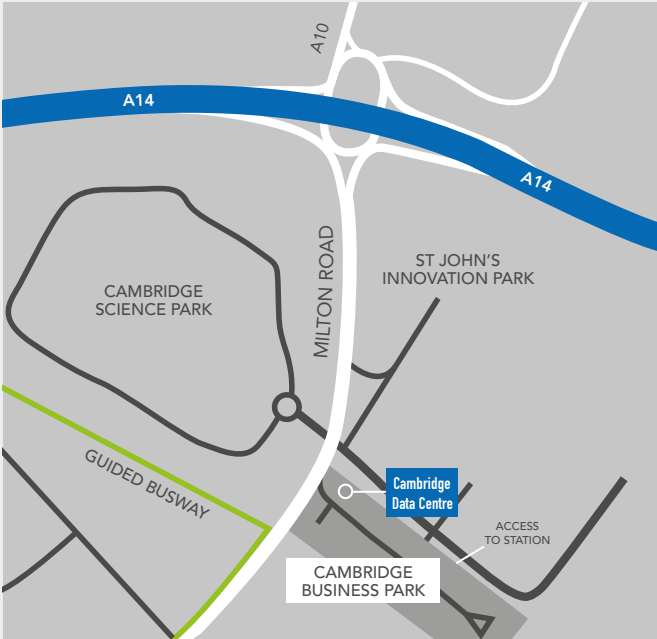 A10
A14
A14
MILTON ROAD
ST JOHN'S
INNOVATION PARK
CAMBRIDGE
SCIENCE PARK
GUIDED BUSWAY
Cambridge
Data Centre
ACCESS
TO STATION
CAMBRIDGE
BUSINESS PARK